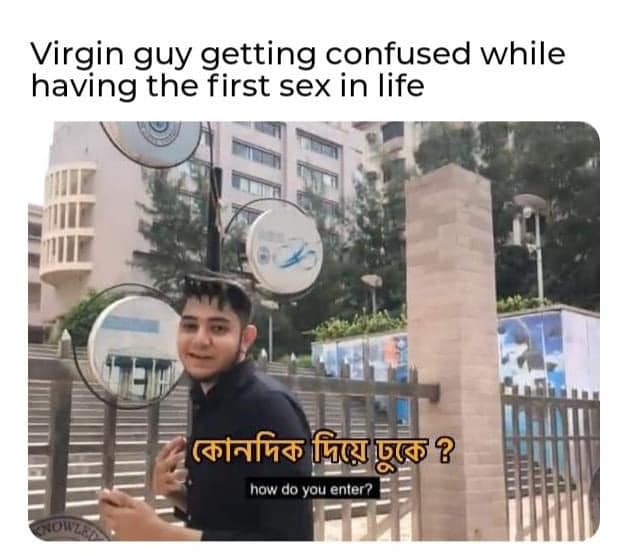 Virgin guy getting confused while
having the first sex in life
কোনদিক দিয়ে ঢুকে ?
how do you enter?